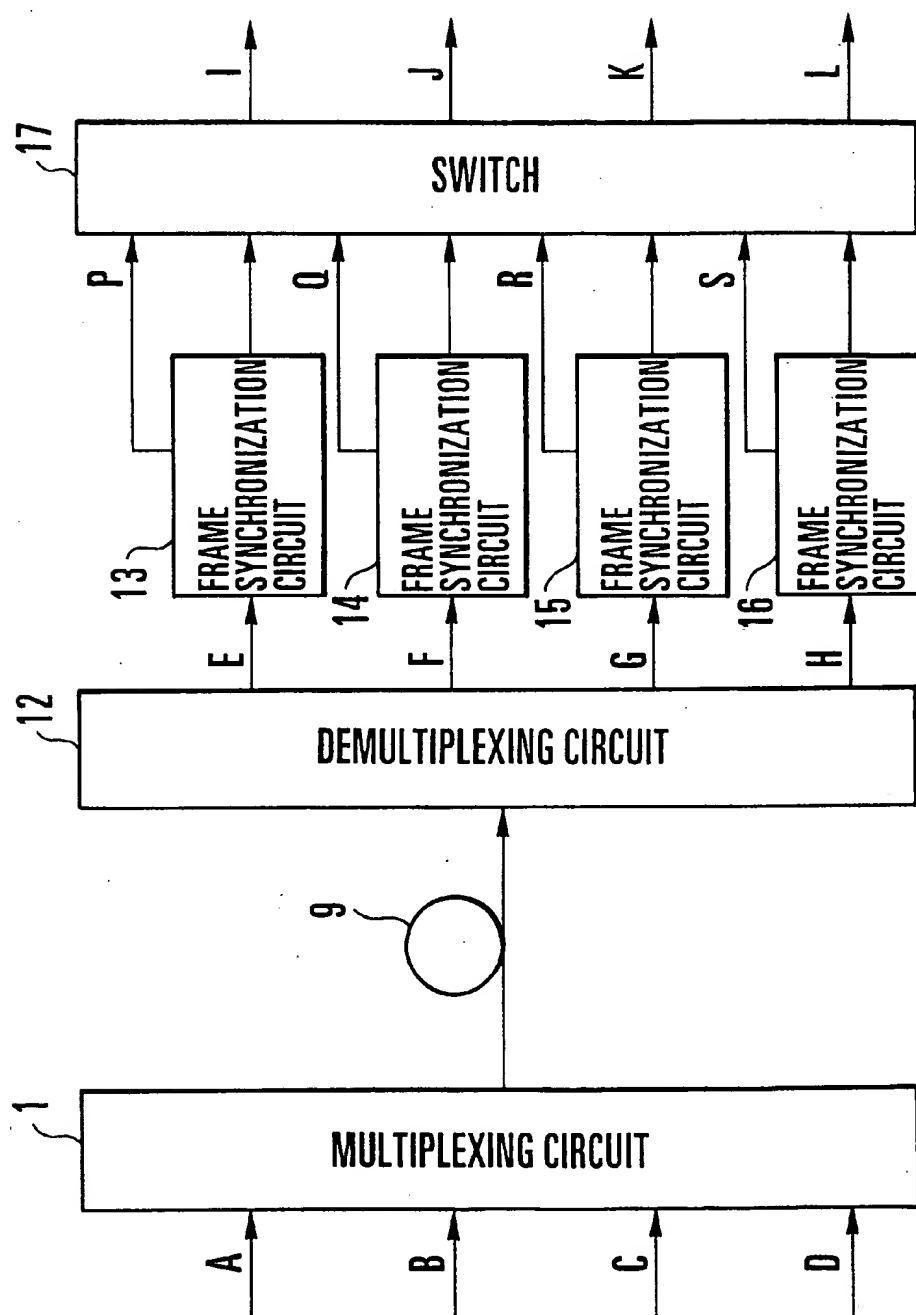 A
B
C
D
1
MULTIPLEXING CIRCUIT
9
12
DEMULTIPLEXING CIRCUIT
E
F
G
H
13
FRAME
SYNCHRONIZATION
CIRCUIT
14
FRAME
SYNCHRONIZATION
CIRCUIT
15
FRAME
SYNCHRONIZATION
CIRCUIT
16
FRAME
SYNCHRONIZATION
CIRCUIT
P
Q
R
S
17
SWITCH
I
J
K
L